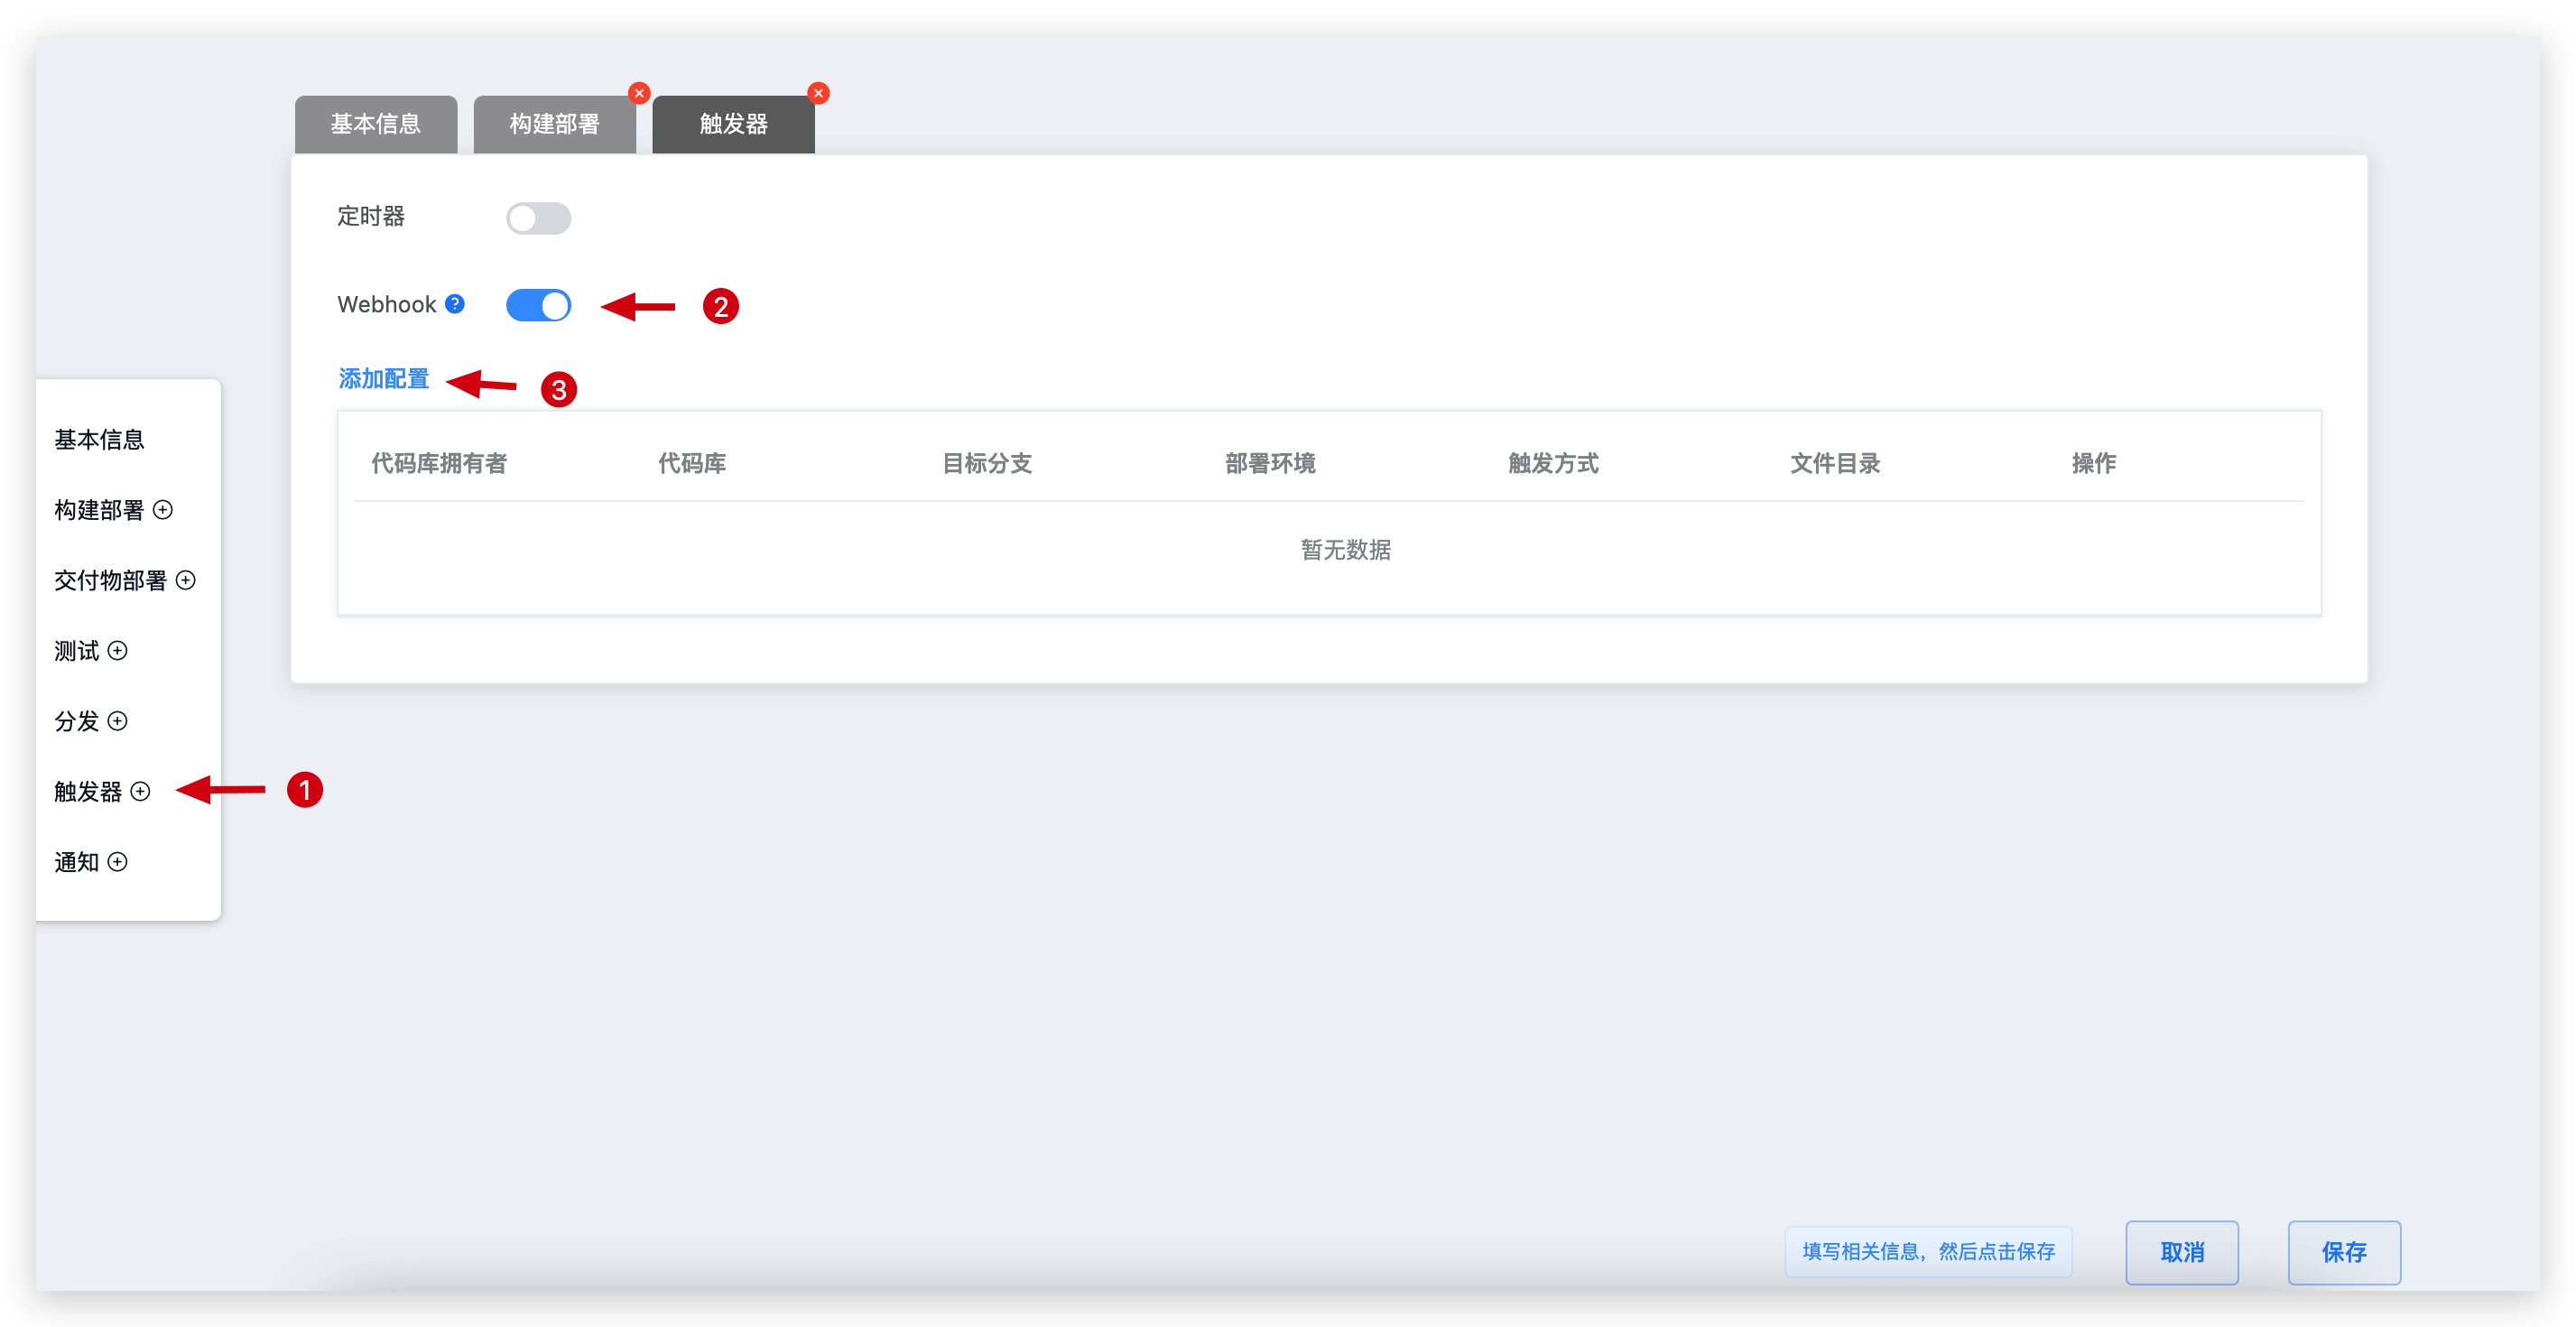 基本信息 构建部署 触发器
定时器
Webhook ?
2
添加配置
3
代码库拥有者 代码库 目标分支 部署环境 触发方式 文件目录 操作
暂无数据
基本信息
构建部署
交付物部署
测试
分发
触发器
1
通知
填写相关信息，然后点击保存 取消 保存